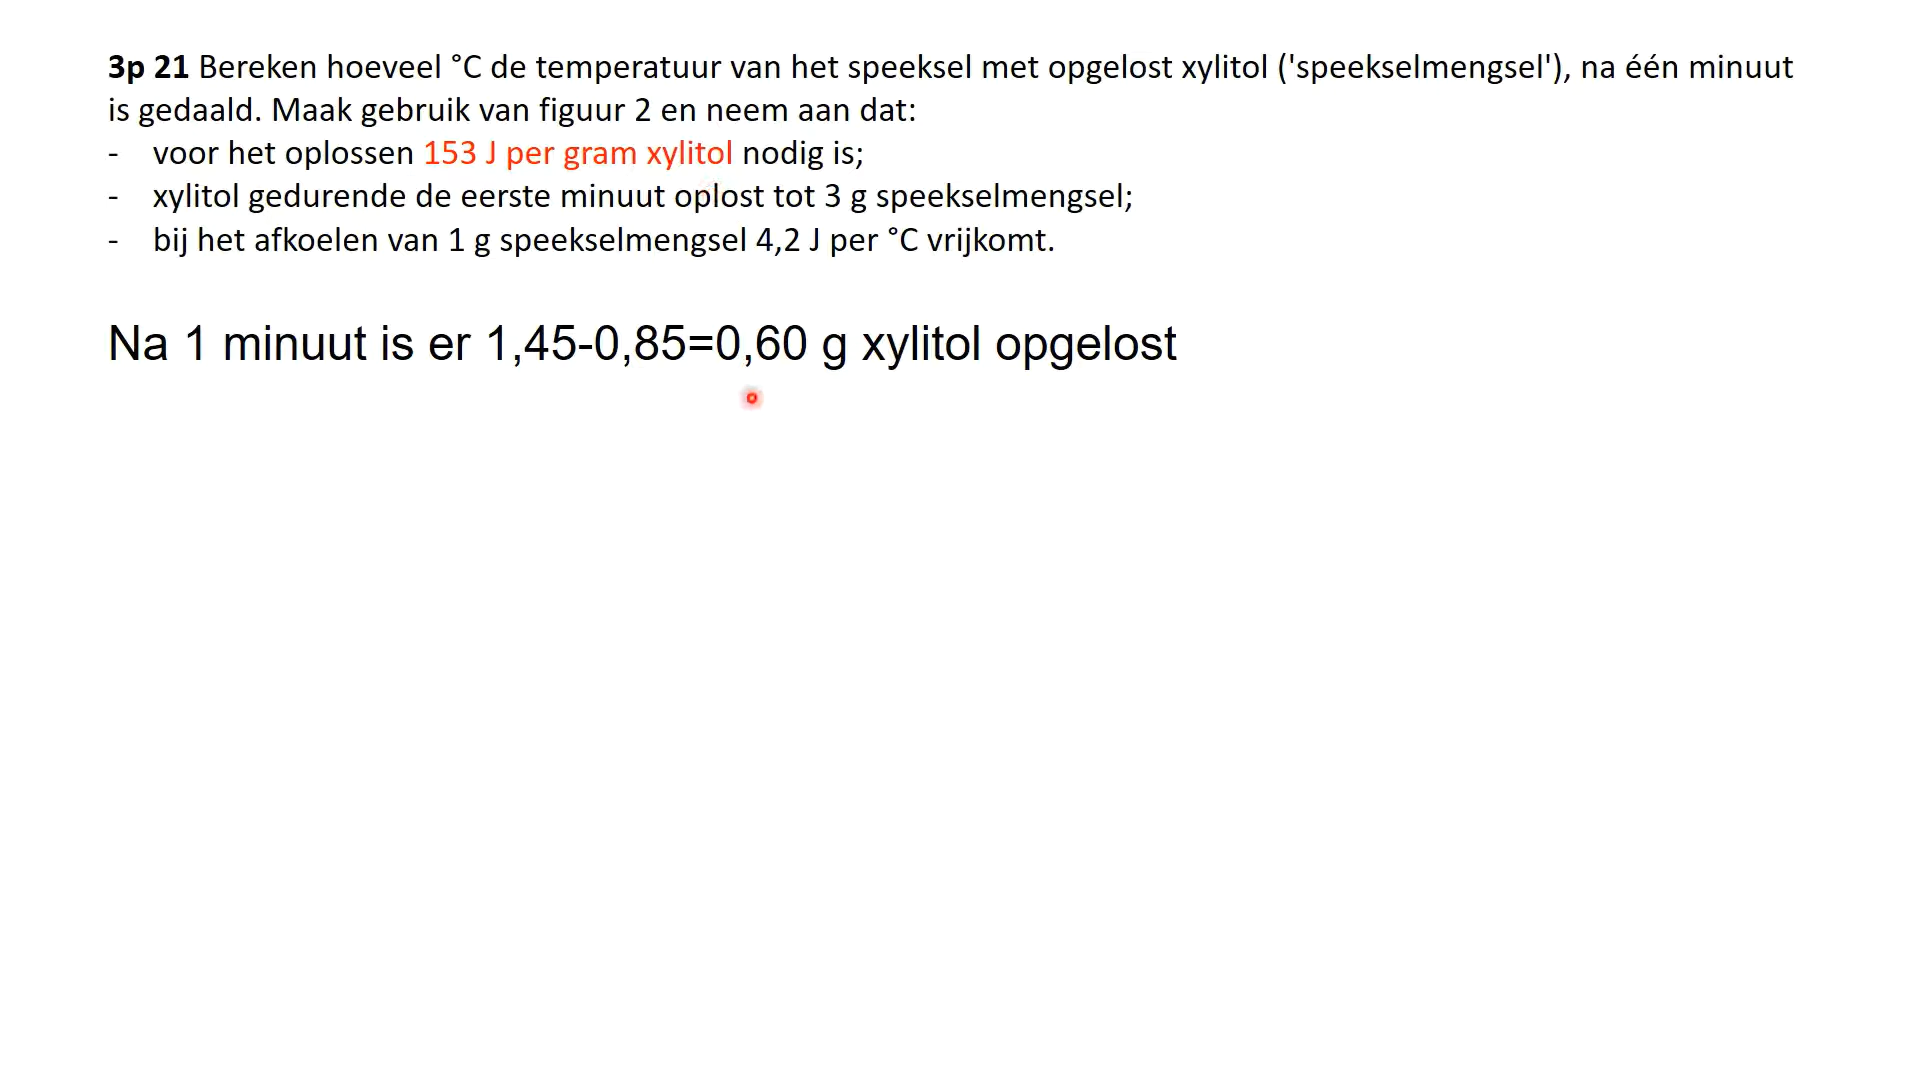 3p 21 Bereken hoeveel °C de temperatuur van het speeksel met opgelost xylitol ('speekselmengsel'), na één minuut
is gedaald. Maak gebruik van figuur 2 en neem aan dat:
- voor het oplossen 153 J per gram xylitol nodig is;
- xylitol gedurende de eerste minuut oplost tot 3 g speekselmengsel;
- bij het afkoelen van 1 g speekselmengsel 4,2 J per °C vrijkomt.
Na 1 minuut is er 1,45-0,85=0,60 g xylitol opgelost